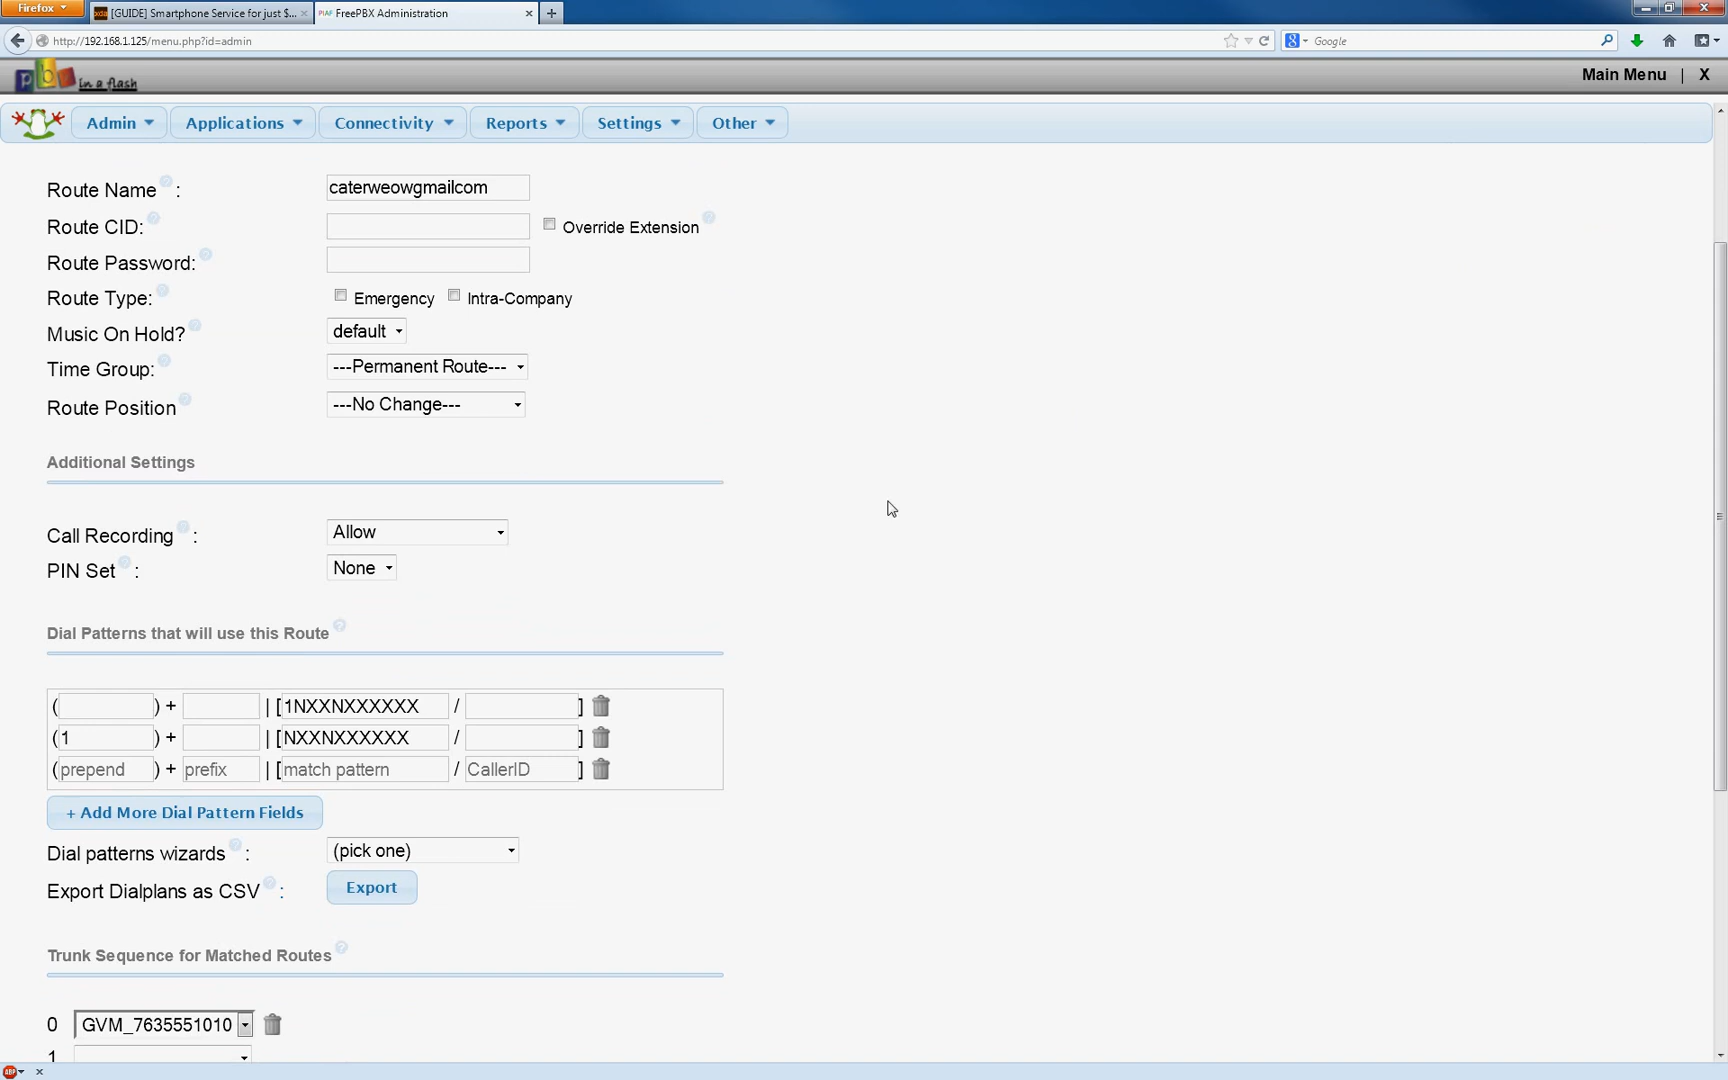 Firefox
[GUIDE] Smartphone Service for just $...
PIAF FreePBX Administration
http://192.168.1.125/menu.php?id=admin
Google
pbx in a flash
Main Menu | X
Admin
Applications
Connectivity
Reports
Settings
Other
Route Name ? : caterweowgmailcom
Route CID: ? Override Extension ?
Route Password: ?
Route Type: ? Emergency Intra-Company
Music On Hold? ? default
Time Group: ? ---Permanent Route---
Route Position ? ---No Change---
Additional Settings
Call Recording ? : Allow
PIN Set ? : None
Dial Patterns that will use this Route ?
( ) + | [1NXXNXXXXXX / ]
(1 ) + | [NXXNXXXXXX / ]
(prepend ) + prefix | [match pattern / CallerID ]
+ Add More Dial Pattern Fields
Dial patterns wizards ? : (pick one)
Export Dialplans as CSV ? : Export
Trunk Sequence for Matched Routes ?
0 GVM_7635551010
1
ABP x